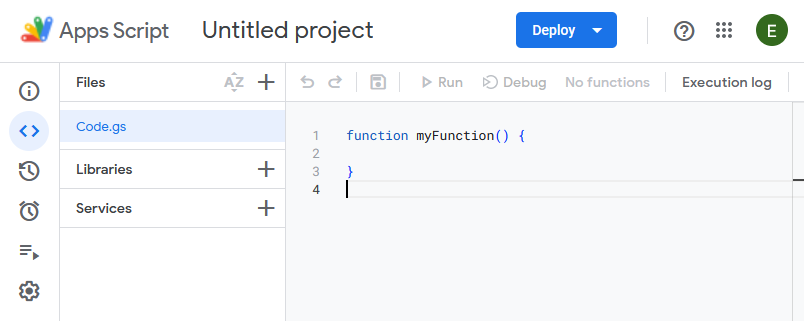 Apps Script Untitled project Deploy E
Files AZ Run Debug No functions Execution log
Code.gs
Libraries
Services
1 function myFunction() {
2
3 }
4